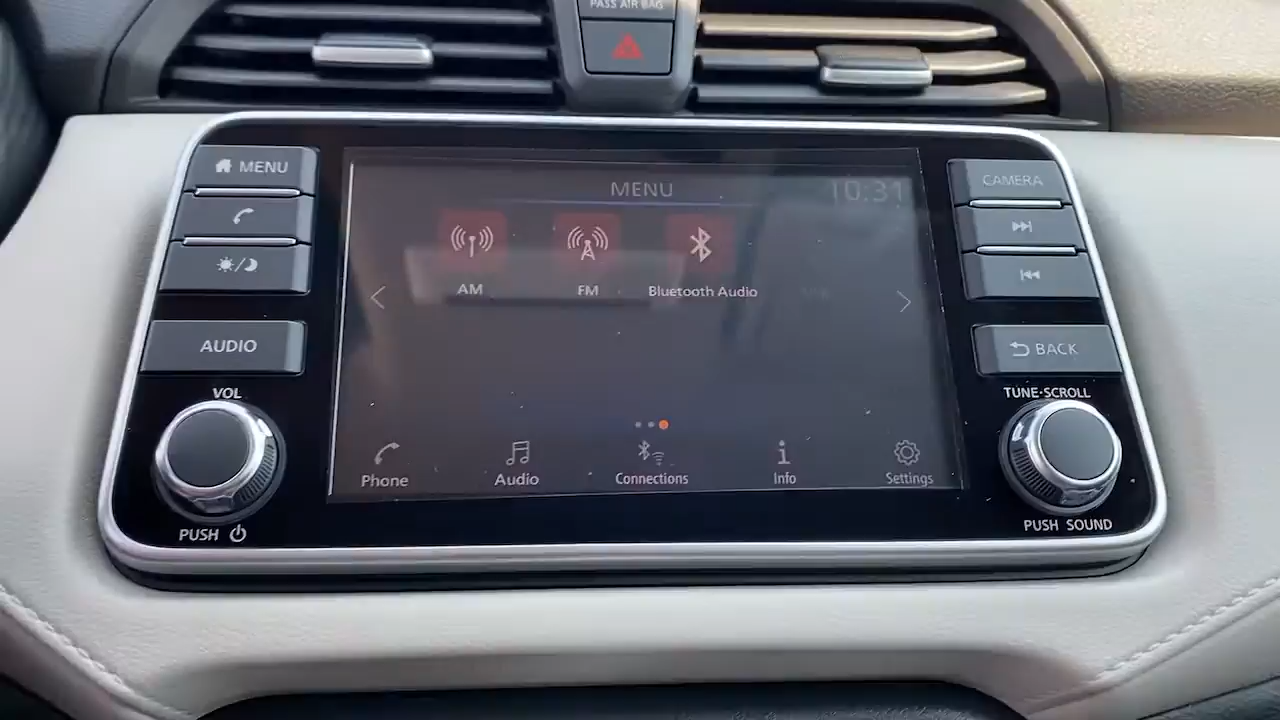 PASS AIR BAG
MENU
CAMERA
MENU
10:31
AUDIO
BACK
AM
FM
Bluetooth Audio
VOL
TUNE·SCROLL
Phone
Audio
Connections
Info
Settings
PUSH
PUSH SOUND